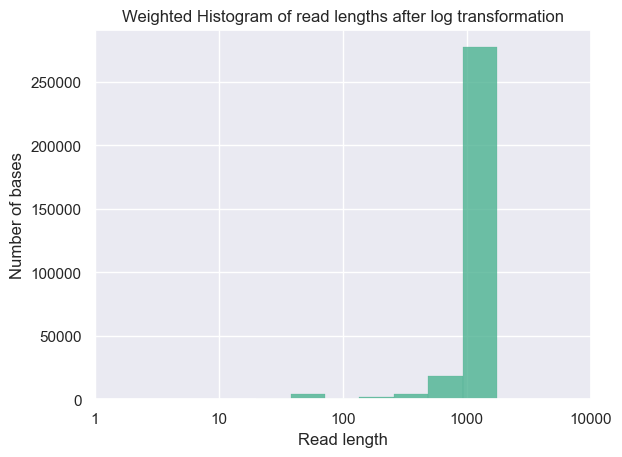 Weighted Histogram of read lengths after log transformation
Number of bases
250000
200000
150000
100000
50000
0
1 10 100 1000 10000
Read length